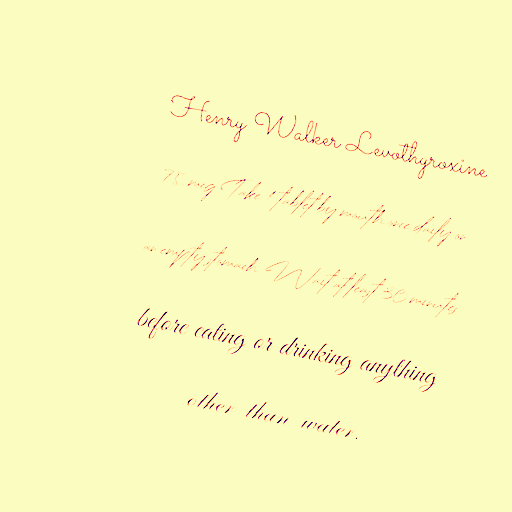 Henry Walker Levothyroxine
75 mcg Take 1 tablet by mouth once daily on
an empty stomach. Wait at least 30 minutes
before eating or drinking anything
other than water.